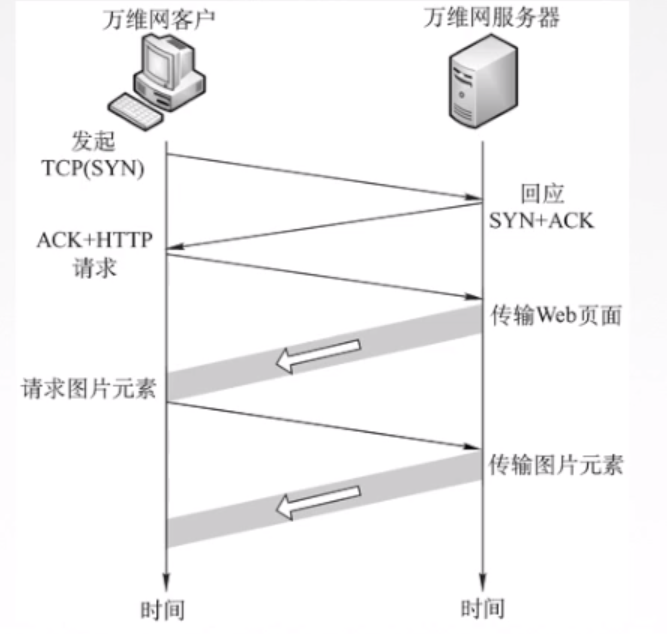 万维网客户
万维网服务器
发起
TCP(SYN)
回应
SYN+ACK
ACK+HTTP
请求
传输Web页面
请求图片元素
传输图片元素
时间
时间